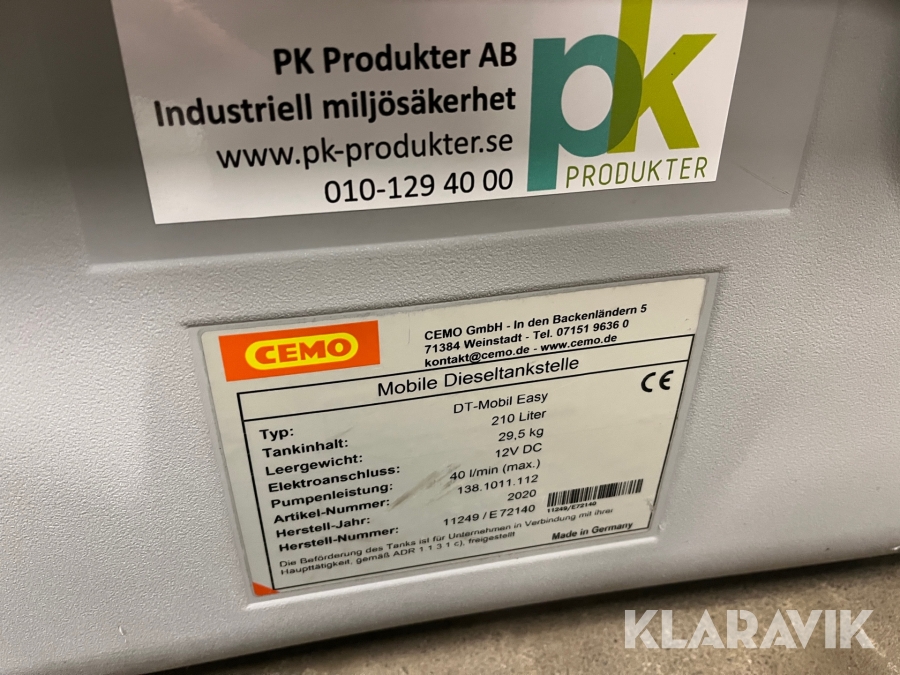 PK Produkter AB
Industriell miljösäkerhet
www.pk-produkter.se
010-129 40 00
pk
PRODUKTER
CEMO
CEMO GmbH - In den Backenländern 5
71384 Weinstadt - Tel. 07151 9636 0
kontakt@cemo.de - www.cemo.de
Mobile Dieseltankstelle
CE
Typ: DT-Mobil Easy
Tankinhalt: 210 Liter
Leergewicht: 29,5 kg
Elektroanschluss: 12V DC
Pumpenleistung: 40 l/min (max.)
Artikel-Nummer: 138.1011.112
Herstell-Jahr: 2020
Herstell-Nummer: 11249 / E72140
11249/E72140
Die Beförderung des Tanks ist für Unternehmen in Verbindung mit ihrer
Haupttätigkeit, gemäß ADR 1 1 3 1 c), freigestellt
Made in Germany
KLARAVIK